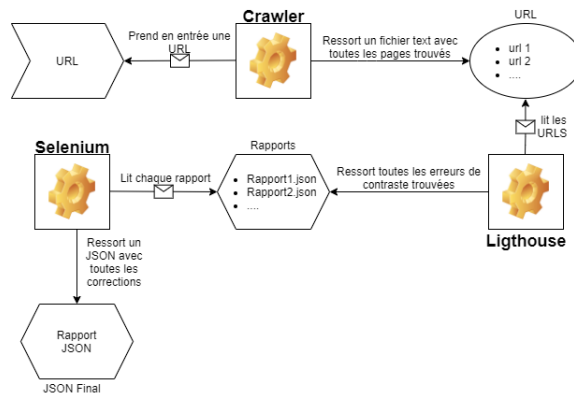 Crawler
URL
Prend en entrée une
URL
Ressort un fichier text avec
toutes les pages trouvés
URL
url 1
url 2
....
lit les
URLS
Selenium
Rapports
Lit chaque rapport
Rapport1.json
Rapport2.json
....
Ressort toutes les erreurs de
contraste trouvées
Ligthouse
Ressort un
JSON avec
toutes les
corrections
Rapport
JSON
JSON Final